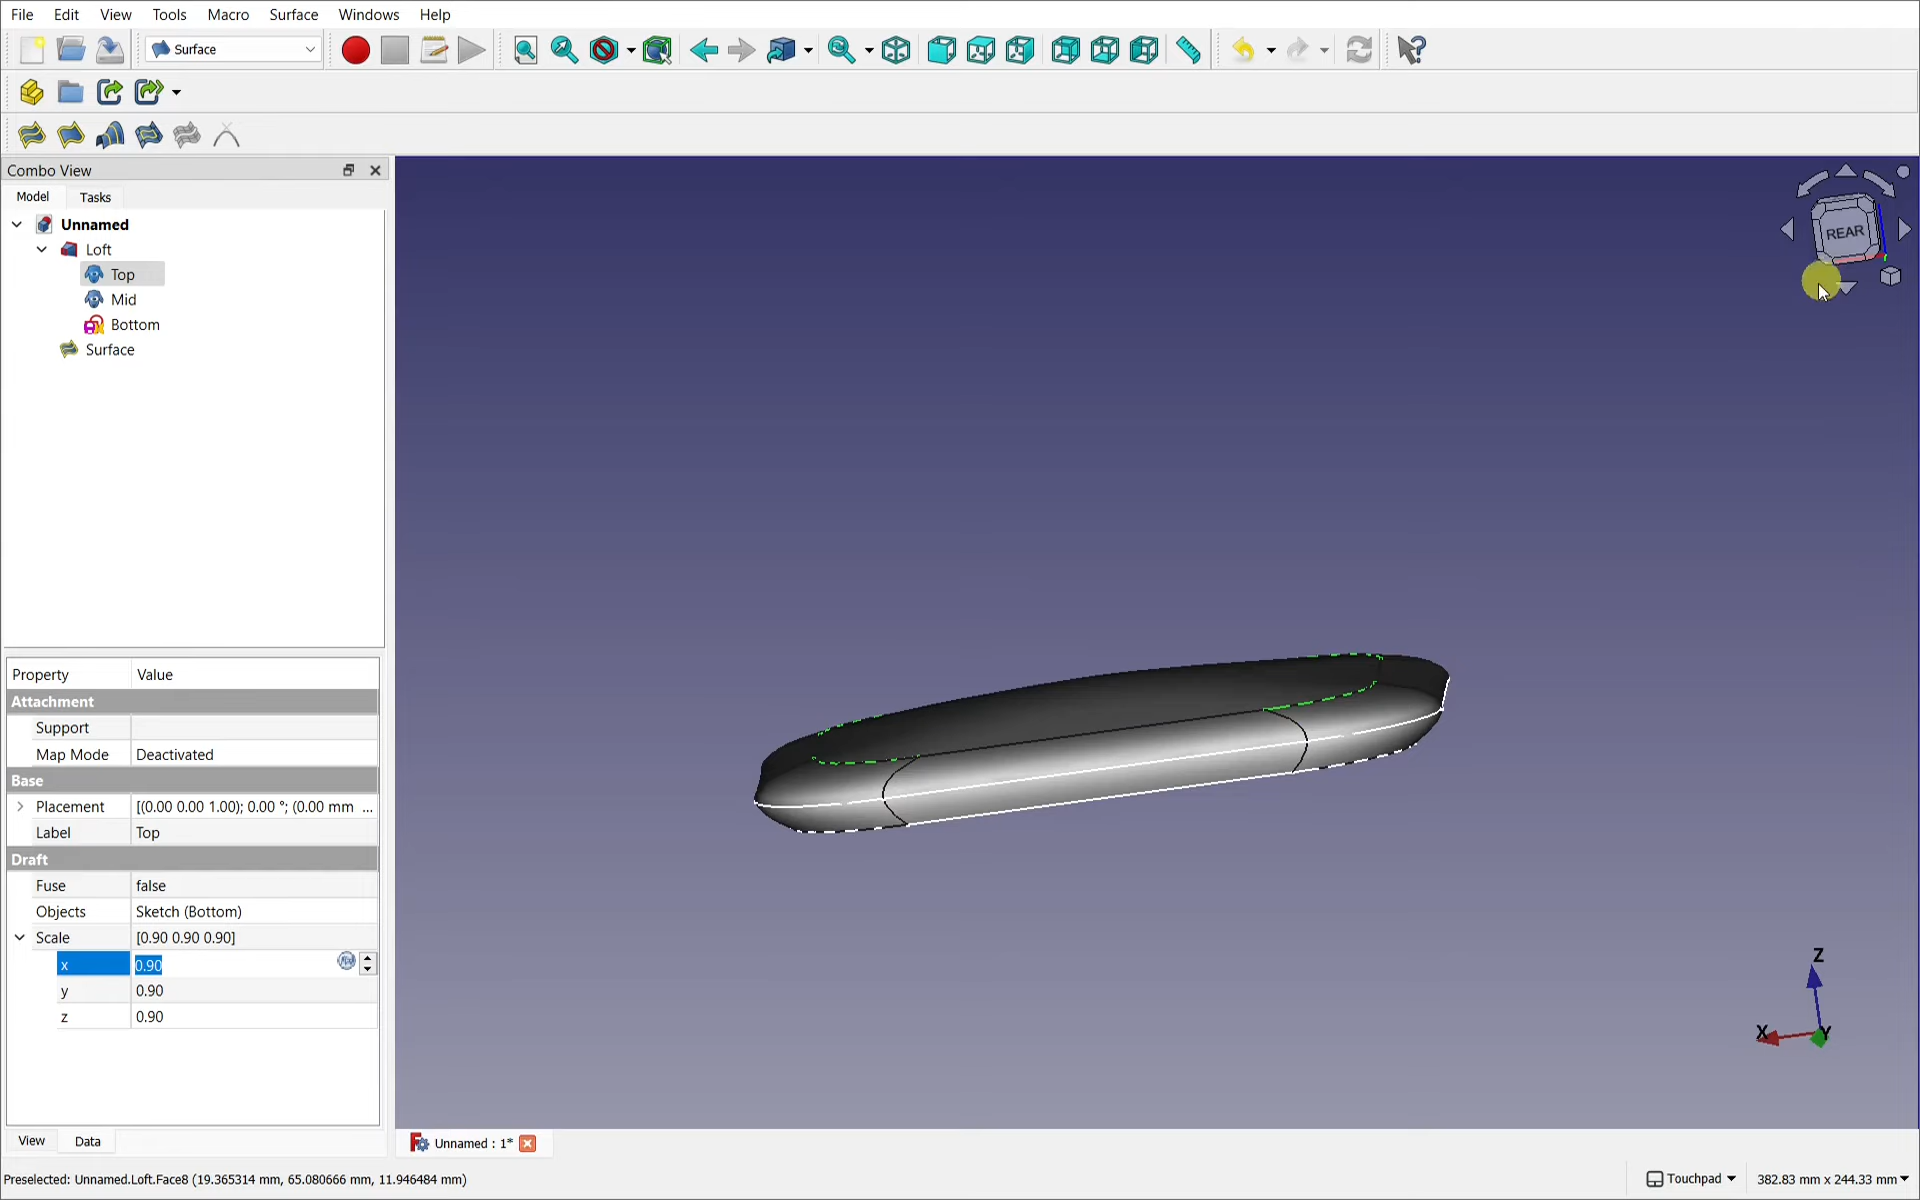 File Edit View Tools Macro Surface Windows Help
Surface
Combo View
Model Tasks
Unnamed
Loft
Top
Mid
Bottom
Surface
REAR
Property Value
Attachment
Support
Map Mode Deactivated
Base
Placement [(0.00 0.00 1.00); 0.00 °; (0.00 mm ...
Label Top
Draft
Fuse false
Objects Sketch (Bottom)
Scale [0.90 0.90 0.90]
x 0.90
y 0.90
z 0.90
Z
X Y
View Data
Unnamed : 1*
Preselected: Unnamed.Loft.Face8 (19.365314 mm, 65.080666 mm, 11.946484 mm)
Touchpad 382.83 mm x 244.33 mm